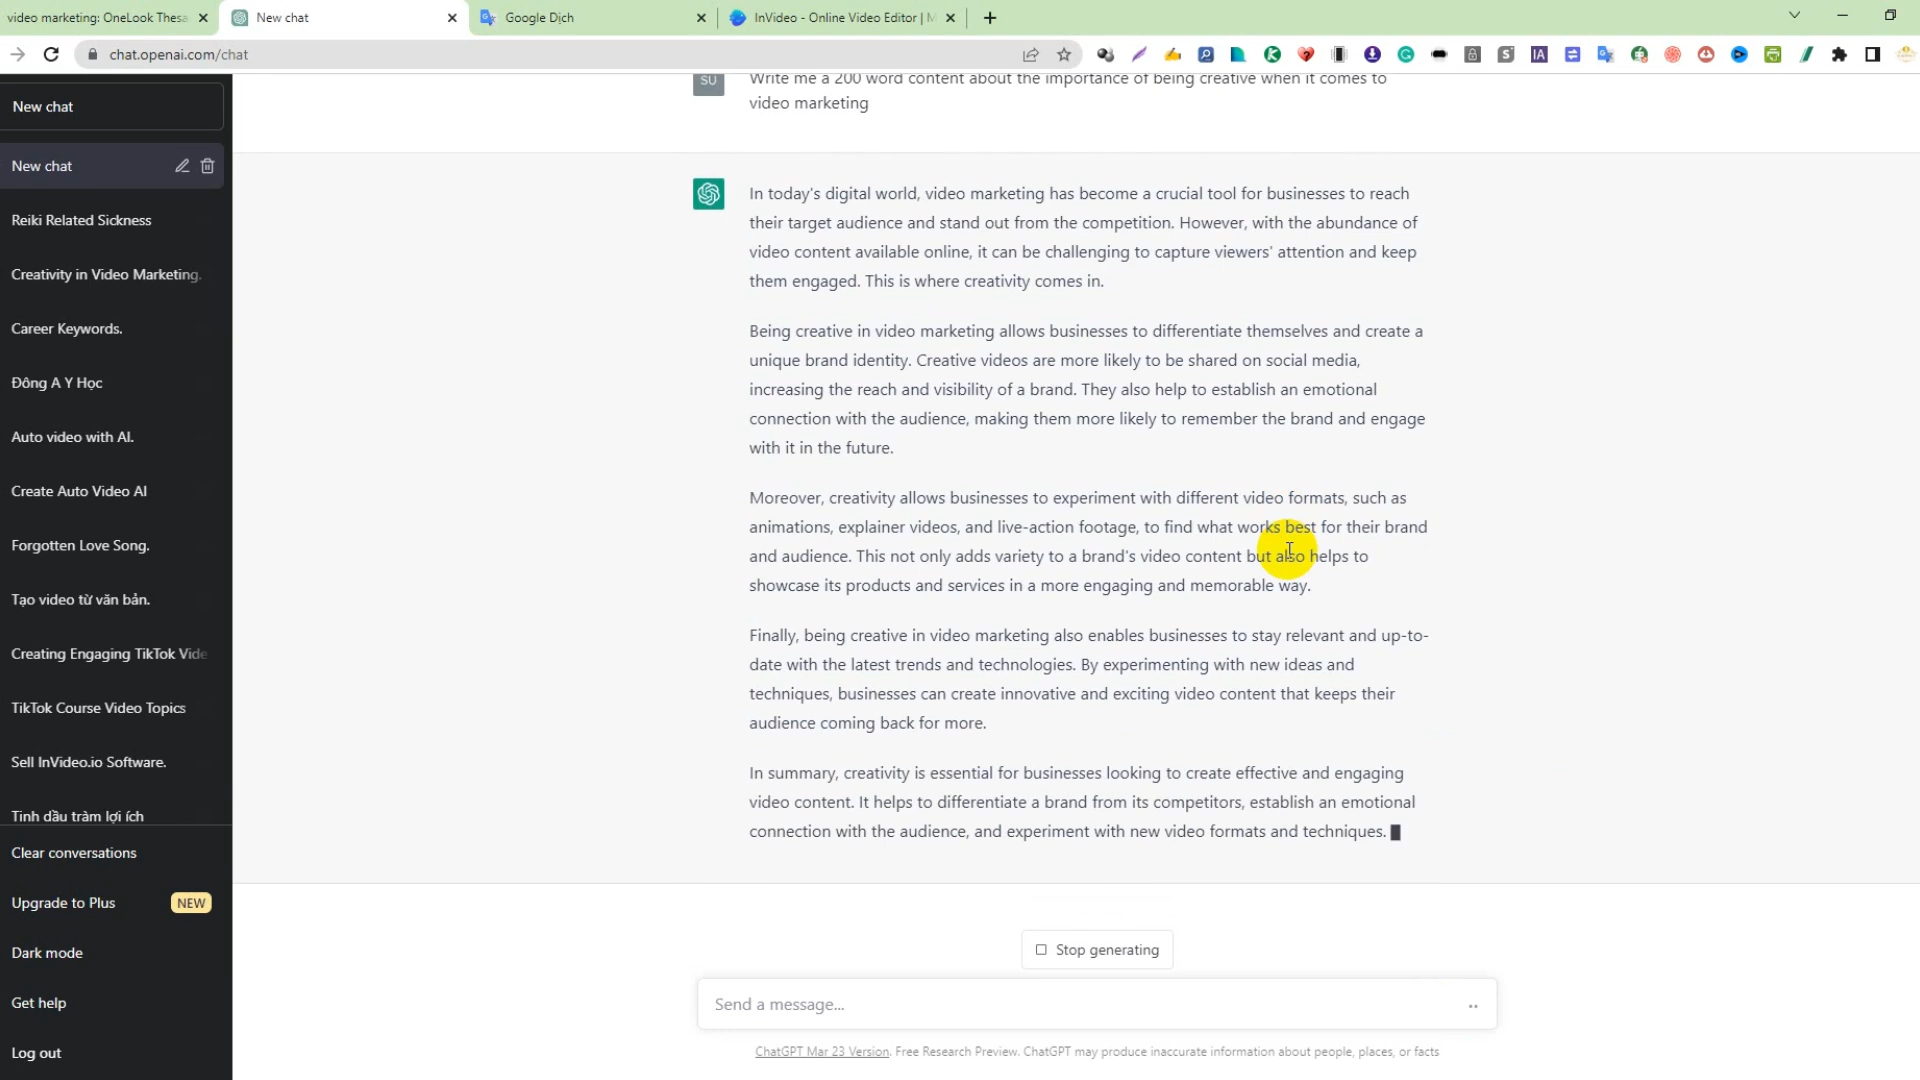 video marketing: OneLook Thesa
New chat
Google Dịch
InVideo - Online Video Editor | M
chat.openai.com/chat
New chat
New chat
Reiki Related Sickness
Creativity in Video Marketing.
Career Keywords.
Đông A Y Học
Auto video with AI.
Create Auto Video AI
Forgotten Love Song.
Tạo video từ văn bản.
Creating Engaging TikTok Vide
TikTok Course Video Topics
Sell InVideo.io Software.
Tinh dầu tràm lợi ích
Clear conversations
Upgrade to Plus NEW
Dark mode
Get help
Log out
SU
Write me a 200 word content about the importance of being creative when it comes to
video marketing
In today's digital world, video marketing has become a crucial tool for businesses to reach
their target audience and stand out from the competition. However, with the abundance of
video content available online, it can be challenging to capture viewers' attention and keep
them engaged. This is where creativity comes in.
Being creative in video marketing allows businesses to differentiate themselves and create a
unique brand identity. Creative videos are more likely to be shared on social media,
increasing the reach and visibility of a brand. They also help to establish an emotional
connection with the audience, making them more likely to remember the brand and engage
with it in the future.
Moreover, creativity allows businesses to experiment with different video formats, such as
animations, explainer videos, and live-action footage, to find what works best for their brand
and audience. This not only adds variety to a brand's video content but also helps to
showcase its products and services in a more engaging and memorable way.
Finally, being creative in video marketing also enables businesses to stay relevant and up-to-
date with the latest trends and technologies. By experimenting with new ideas and
techniques, businesses can create innovative and exciting video content that keeps their
audience coming back for more.
In summary, creativity is essential for businesses looking to create effective and engaging
video content. It helps to differentiate a brand from its competitors, establish an emotional
connection with the audience, and experiment with new video formats and techniques.
Stop generating
Send a message...
ChatGPT Mar 23 Version. Free Research Preview. ChatGPT may produce inaccurate information about people, places, or facts